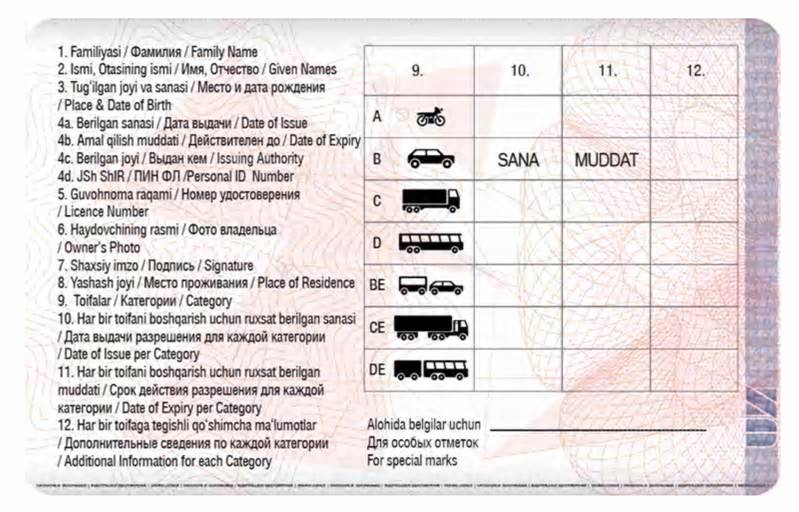 1. Familiyasi / Фамилия / Family Name
2. Ismi, Otasining ismi / Имя, Отчество / Given Names
3. Tug'ilgan joyi va sanasi / Место и дата рождения
/ Place & Date of Birth
4a. Berilgan sanasi / Дата выдачи / Date of Issue
4b. Amal qilish muddati / Действителен до / Date of Expiry
4c. Berilgan joyi / Выдан кем / Issuing Authority
4d. JSh ShIR / ПИН ФЛ /Personal ID Number
5. Guvohnoma raqami / Номер удостоверения
/ Licence Number
6. Haydovchining rasmi / Фото владельца
/ Owner's Photo
7. Shaxsiy imzo / Подпись / Signature
8. Yashash joyi / Место проживания / Place of Residence
9. Toifalar / Категории / Category
10. Har bir toifani boshqarish uchun ruxsat berilgan sanasi
/ Дата выдачи разрешения для каждой категории
/ Date of Issue per Category
11. Har bir toifani boshqarish uchun ruxsat berilgan
muddati / Срок действия разрешения для каждой
категории / Date of Expiry per Category
12. Har bir toifaga tegishli qo'shimcha ma'lumotlar
/ Дополнительные сведения по каждой категории
/ Additional Information for each Category
9. 10. 11. 12.
A
B SANA MUDDAT
C
D
BE
CE
DE
Alohida belgilar uchun
Для особых отметок
For special marks
UZ